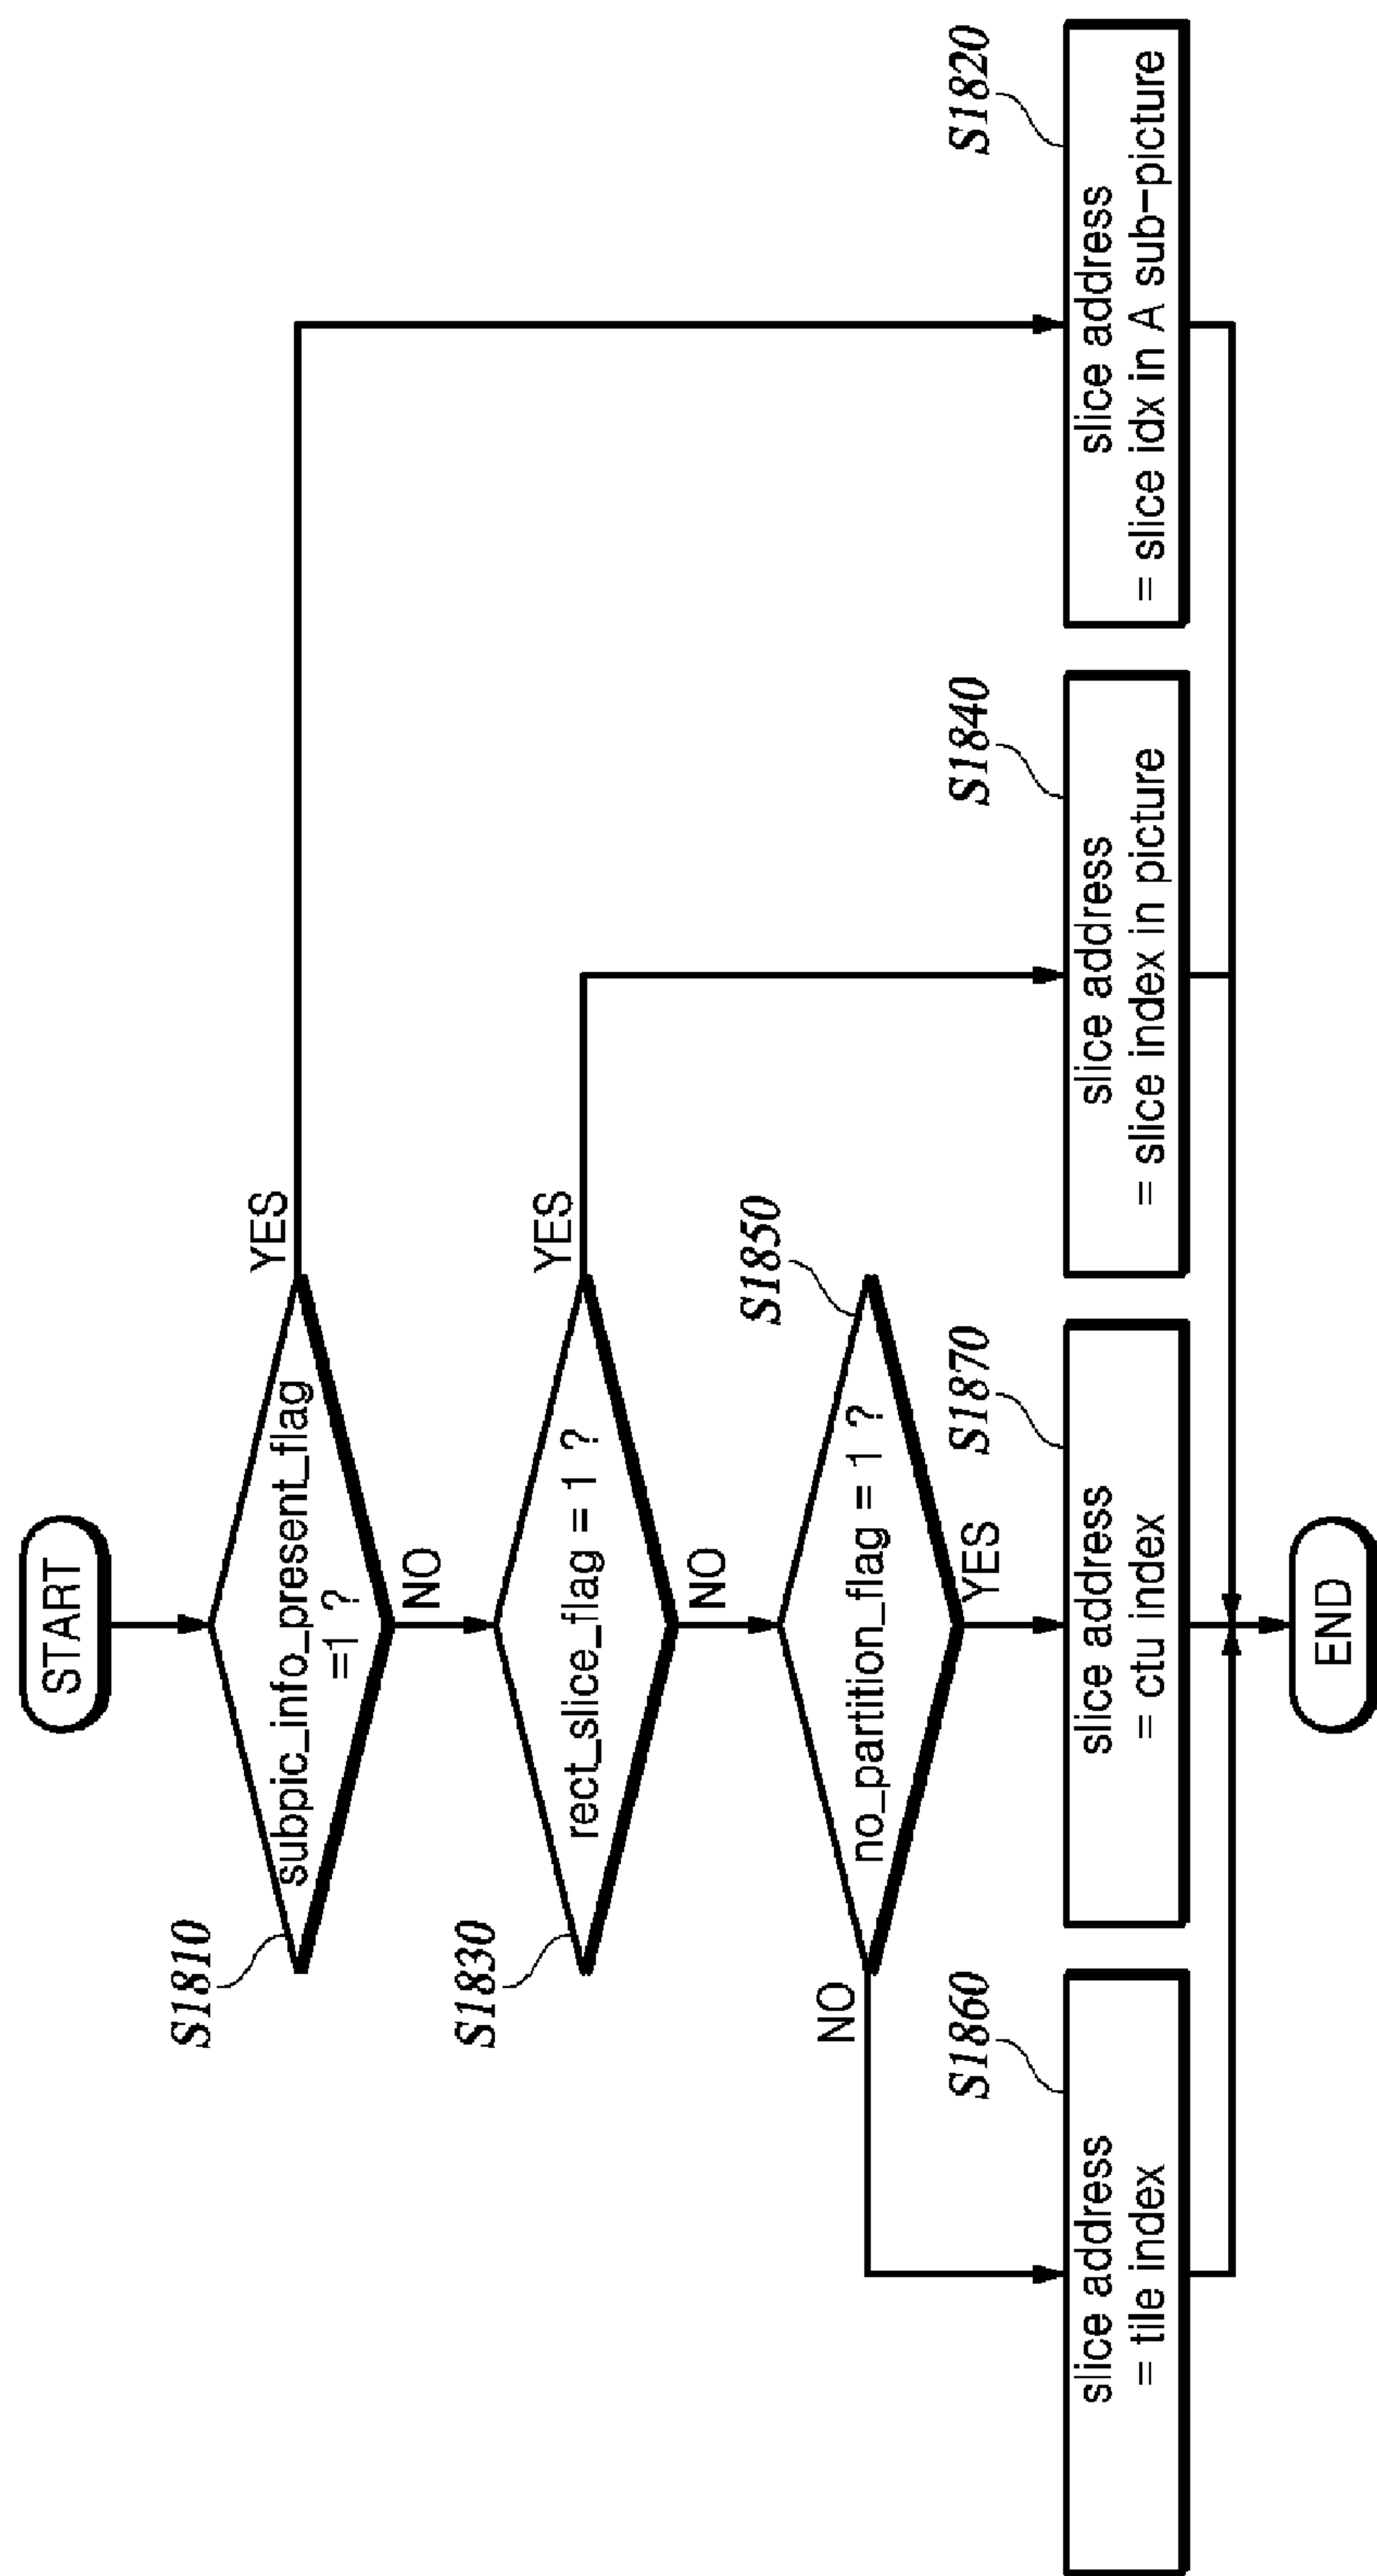 START
S1810
subpic_info_present_flag
=1 ?
YES
NO
S1830
rect_slice_flag = 1 ?
YES
NO
S1850
no_partition_flag = 1 ?
NO
YES
S1860
slice address
= tile index
S1870
slice address
= ctu index
S1840
slice address
= slice index in picture
S1820
slice address
= slice idx in A sub-picture
END